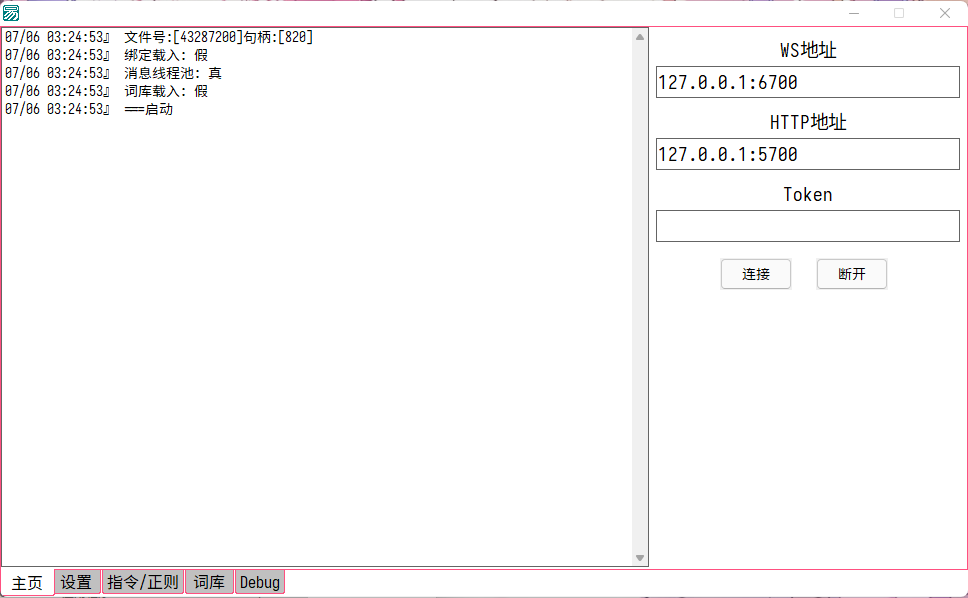 07/06 03:24:53』 文件号:[43287200]句柄:[820]
07/06 03:24:53』 绑定载入: 假
07/06 03:24:53』 消息线程池: 真
07/06 03:24:53』 词库载入: 假
07/06 03:24:53』 ===启动
WS地址
127.0.0.1:6700
HTTP地址
127.0.0.1:5700
Token
连接 断开
主页 设置 指令/正则 词库 Debug